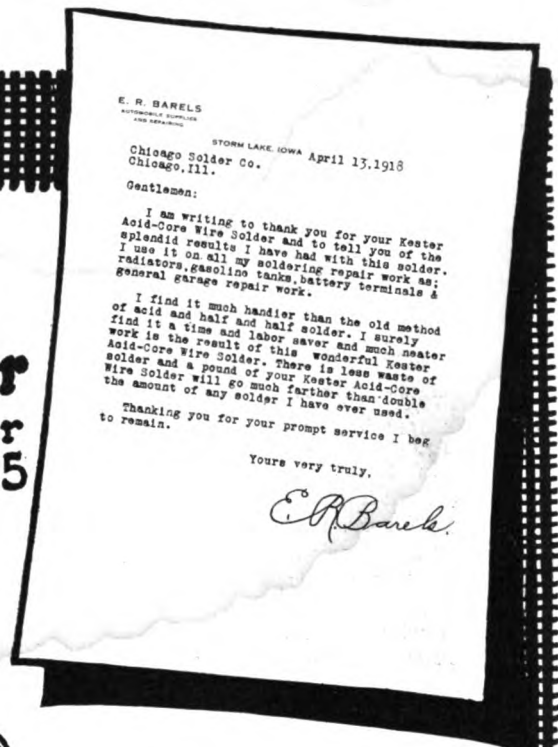 E. R. BARELS
AUTOMOBILE SUPPLIES
AND REPAIRING
STORM LAKE, IOWA April 13,1918
Chicago Solder Co.
Chicago,Ill.
Gentlemen:
I am writing to thank you for your Kester
Acid-Core Wire Solder and to tell you of the
splendid results I have had with this solder.
I use it on all my soldering repair work as;
radiators,gasoline tanks,battery terminals &
general garage repair work.
I find it much handier than the old method
of acid and half and half solder. I surely
find it a time and labor saver and much neater
work is the result of this wonderful Kester
Acid-Core Wire Solder. There is less waste of
solder and a pound of your Kester Acid-Core
Wire Solder will go much farther than double
the amount of any solder I have ever used.
Thanking you for your prompt service I beg
to remain.
Yours very truly,
E.R.Barels.
r
r
5